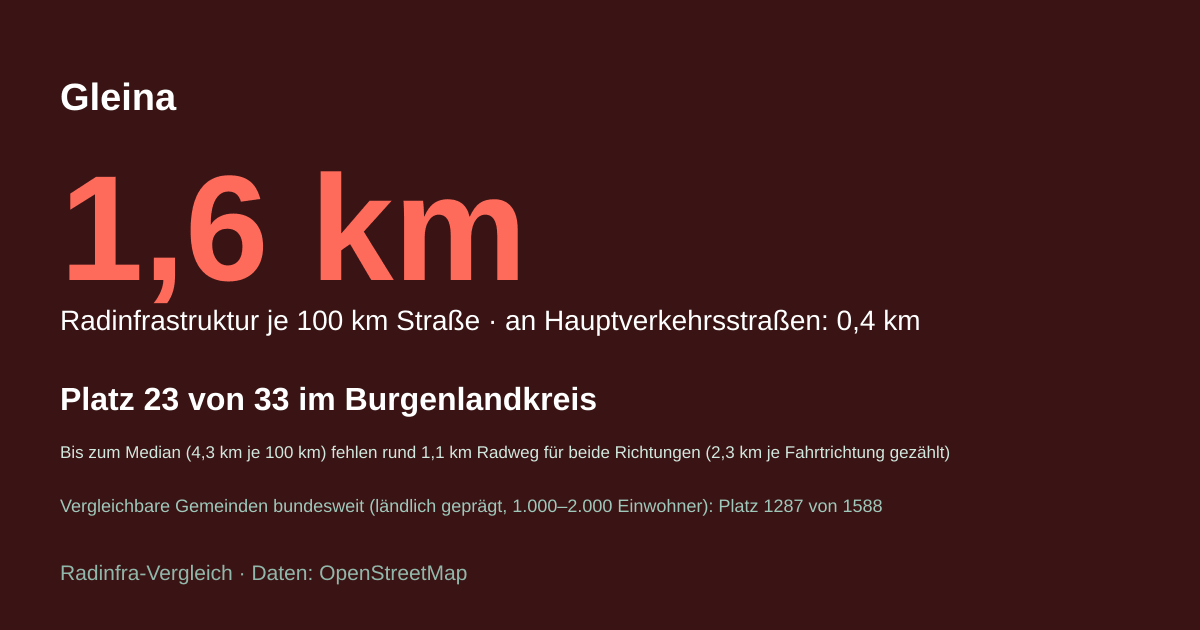 Gleina
1,6 km
Radinfrastruktur je 100 km Straße · an Hauptverkehrsstraßen: 0,4 km
Platz 23 von 33 im Burgenlandkreis
Bis zum Median (4,3 km je 100 km) fehlen rund 1,1 km Radweg für beide Richtungen (2,3 km je Fahrtrichtung gezählt)
Vergleichbare Gemeinden bundesweit (ländlich geprägt, 1.000–2.000 Einwohner): Platz 1287 von 1588
Radinfra-Vergleich · Daten: OpenStreetMap